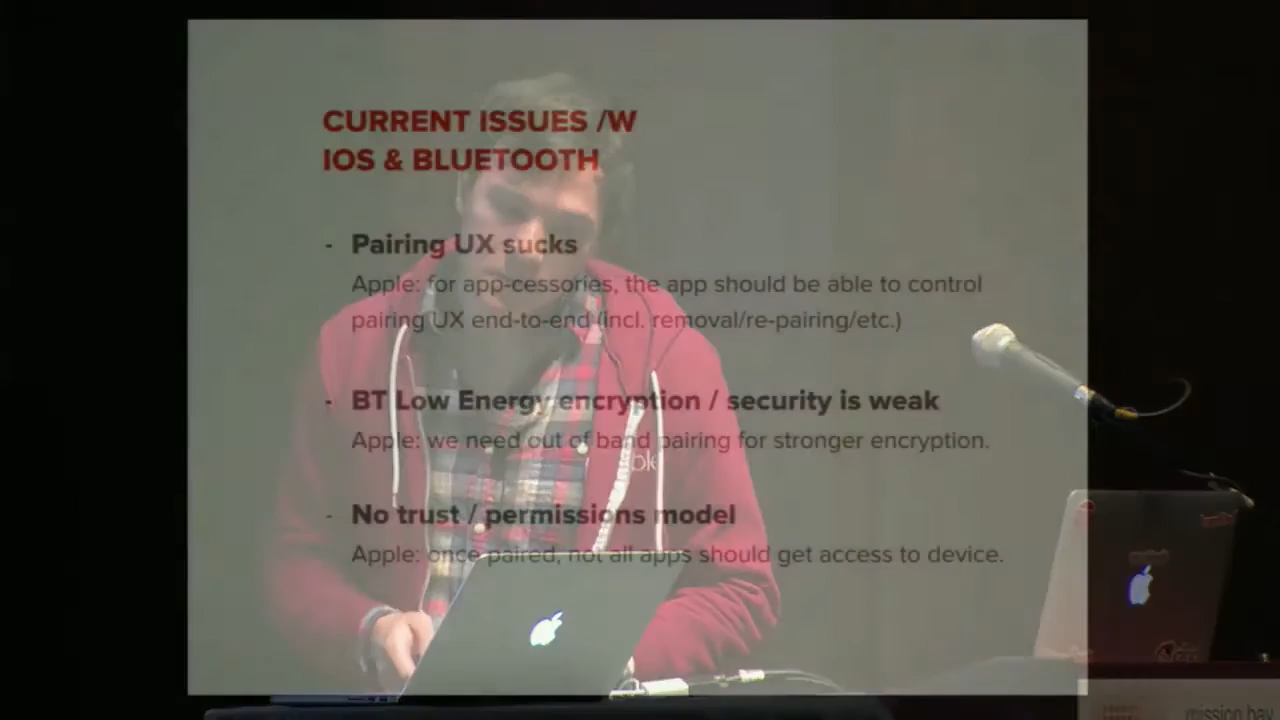 CURRENT ISSUES /W
IOS & BLUETOOTH
- Pairing UX sucks
Apple: for app-cessories, the app should be able to control
pairing UX end-to-end (incl. removal/re-pairing/etc.)
- BT Low Energy encryption / security is weak
Apple: we need out of band pairing for stronger encryption.
- No trust / permissions model
Apple: once paired, not all apps should get access to device.
mission bay